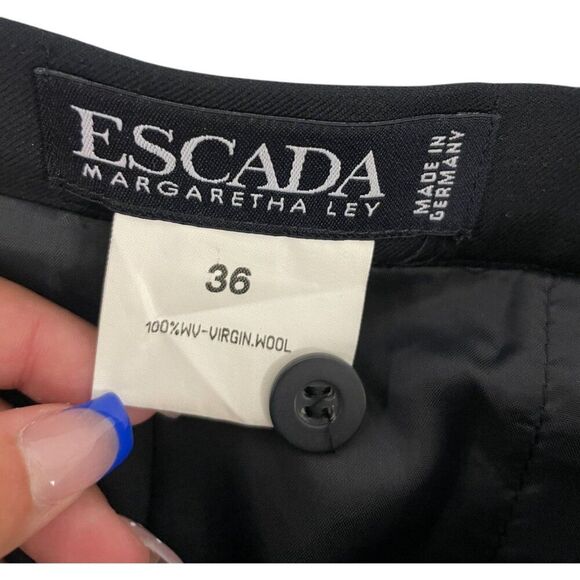 ESCADA
MARGARETHA LEY
MADE IN
GERMANY
36
100%WV-VIRGIN.WOOL